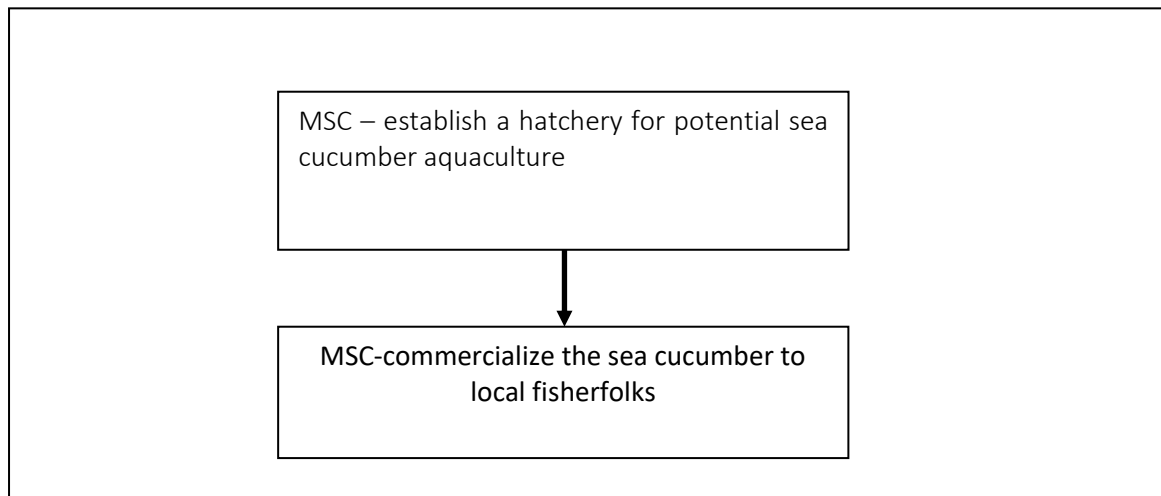 MSC – establish a hatchery for potential sea
cucumber aquaculture
MSC-commercialize the sea cucumber to
local fisherfolks